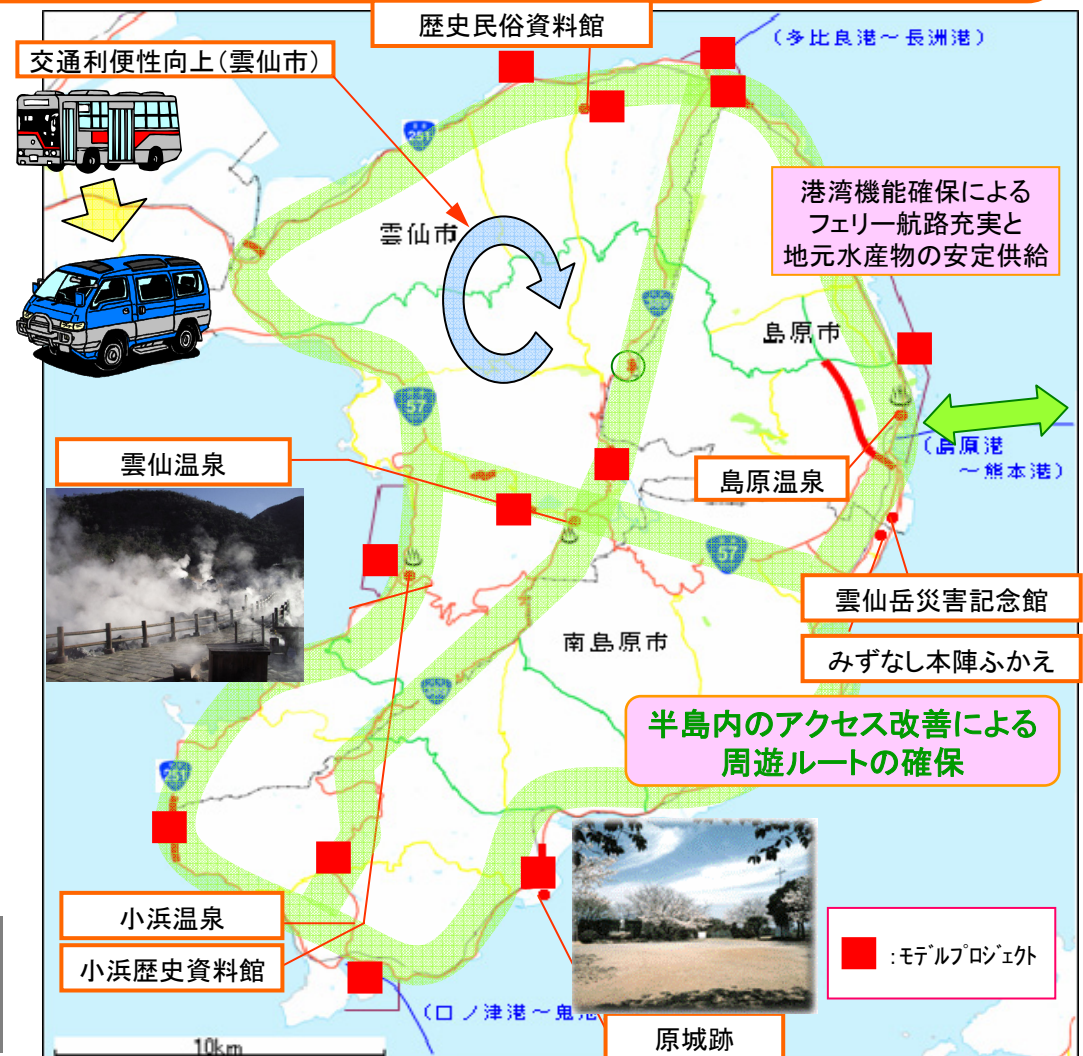 歴史民俗資料館
(多比良港~長洲港)
交通利便性向上(雲仙市)
251
港湾機能確保による
フェリー航路充実と
地元水産物の安定供給
雲仙市
島原市
57
雲仙温泉
島原温泉
(島原港
~熊本港)
57
雲仙岳災害記念館
みずなし本陣ふかえ
南島原市
半島内のアクセス改善による
周遊ルートの確保
251
小浜温泉
小浜歴史資料館
:モデルプロジェクト
(口ノ津港~鬼池
原城跡
10km